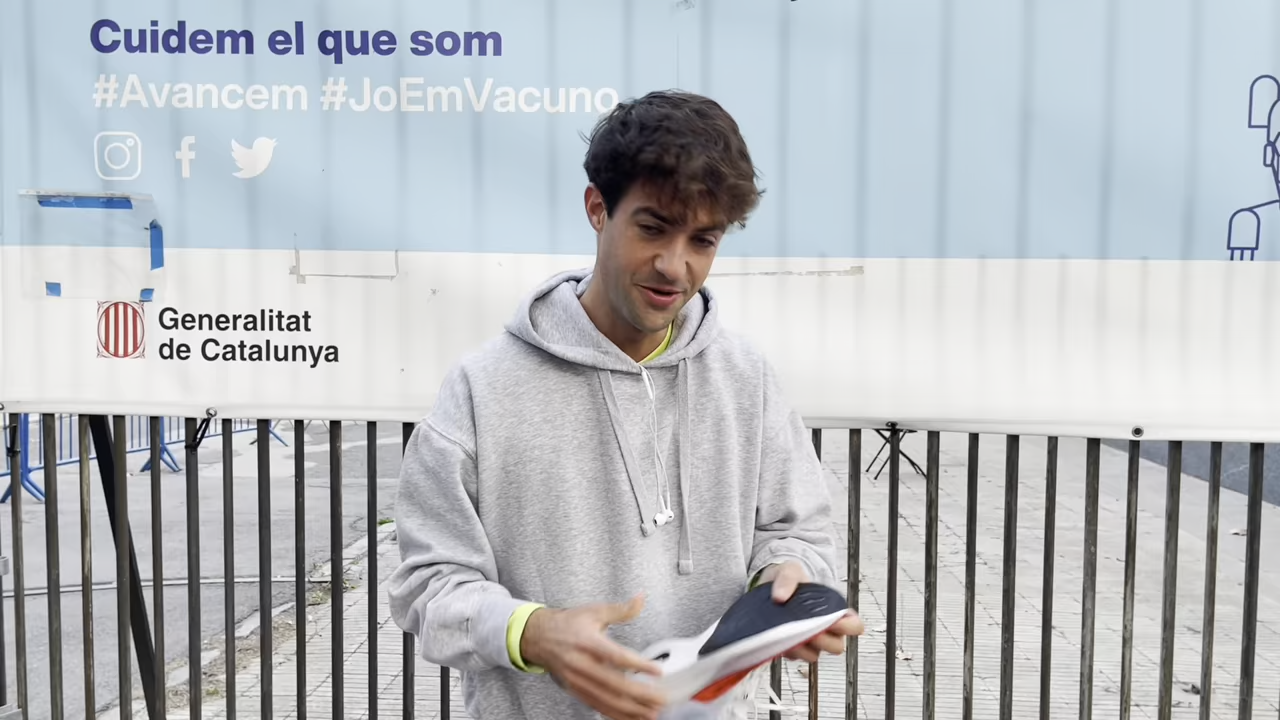 Cuidem el que som
#Avancem #JoEmVacuno
Generalitat
de Catalunya